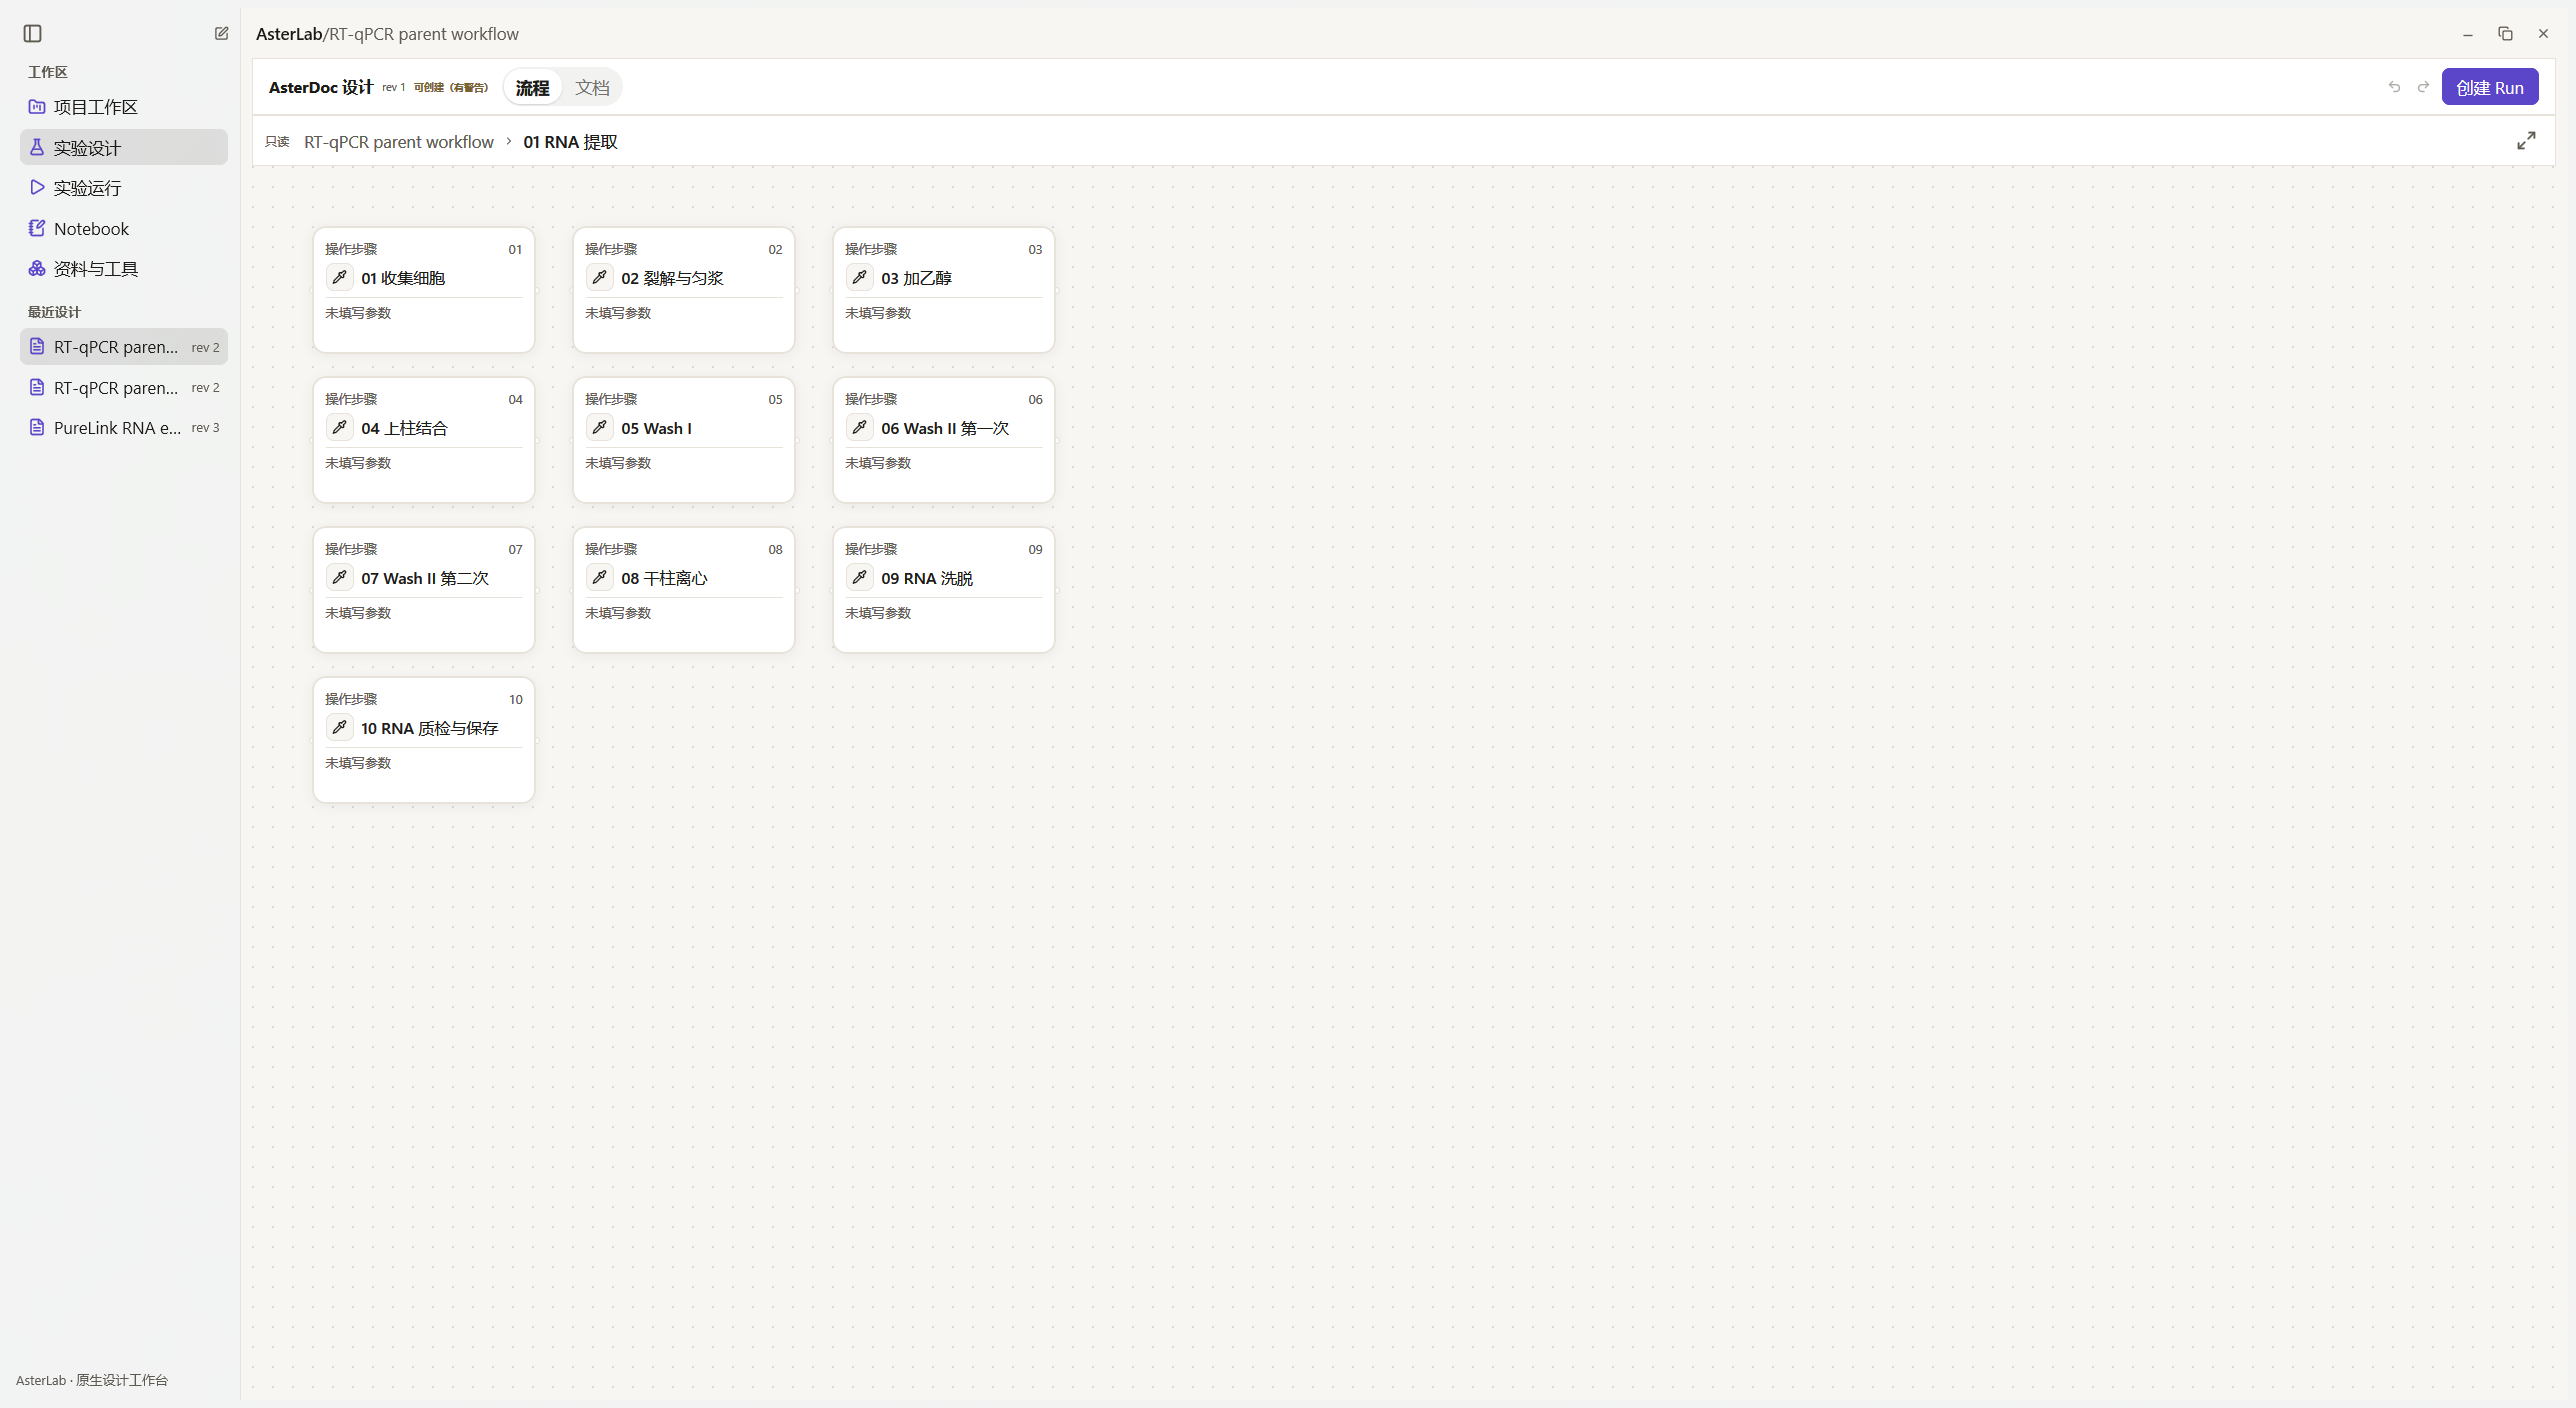 AsterLab/RT-qPCR parent workflow
工作区
项目工作区
实验设计
实验运行
Notebook
资料与工具
最近设计
RT-qPCR paren... rev 2
RT-qPCR paren... rev 2
PureLink RNA e... rev 3
AsterLab · 原生设计工作台
AsterDoc 设计 rev 1 可创建（有警告） 流程 文档 创建 Run
只读 RT-qPCR parent workflow › 01 RNA 提取
操作步骤 01
01 收集细胞
未填写参数
操作步骤 02
02 裂解与匀浆
未填写参数
操作步骤 03
03 加乙醇
未填写参数
操作步骤 04
04 上柱结合
未填写参数
操作步骤 05
05 Wash I
未填写参数
操作步骤 06
06 Wash II 第一次
未填写参数
操作步骤 07
07 Wash II 第二次
未填写参数
操作步骤 08
08 干柱离心
未填写参数
操作步骤 09
09 RNA 洗脱
未填写参数
操作步骤 10
10 RNA 质检与保存
未填写参数